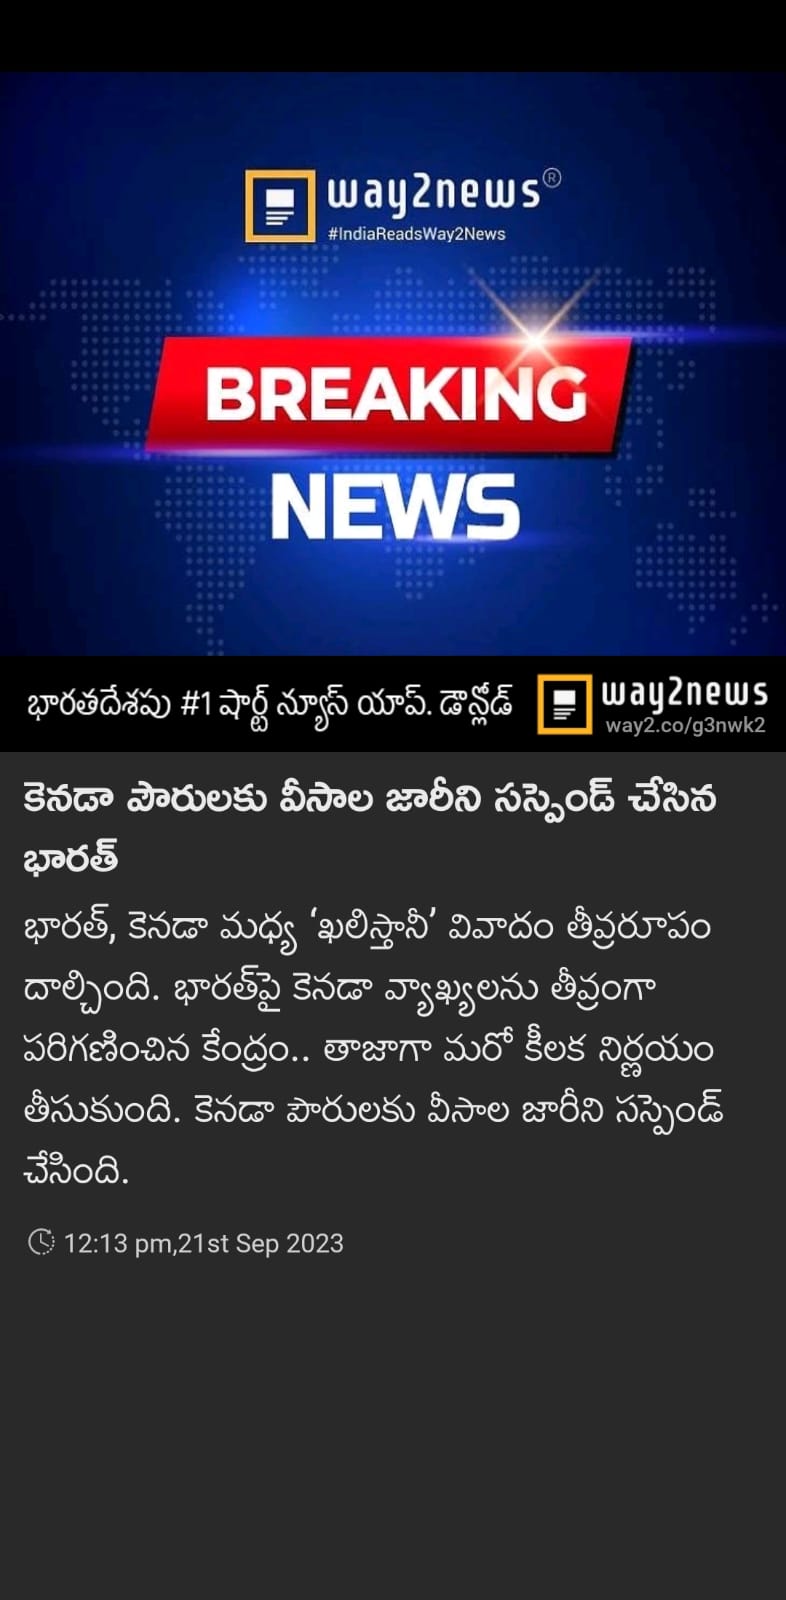 way2news®
#IndiaReadsWay2News
BREAKING
NEWS
భారతదేశపు #1 షార్ట్ న్యూస్ యాప్. డౌన్లోడ్
way2news
way2.co/g3nwk2
కెనడా పౌరులకు వీసాల జారీని సస్పెండ్ చేసిన
భారత్
భారత్, కెనడా మధ్య ‘ఖలిస్తానీ’ వివాదం తీవ్రరూపం
దాల్చింది. భారత్‌పై కెనడా వ్యాఖ్యలను తీవ్రంగా
పరిగణించిన కేంద్రం.. తాజాగా మరో కీలక నిర్ణయం
తీసుకుంది. కెనడా పౌరులకు వీసాల జారీని సస్పెండ్
చేసింది.
12:13 pm,21st Sep 2023